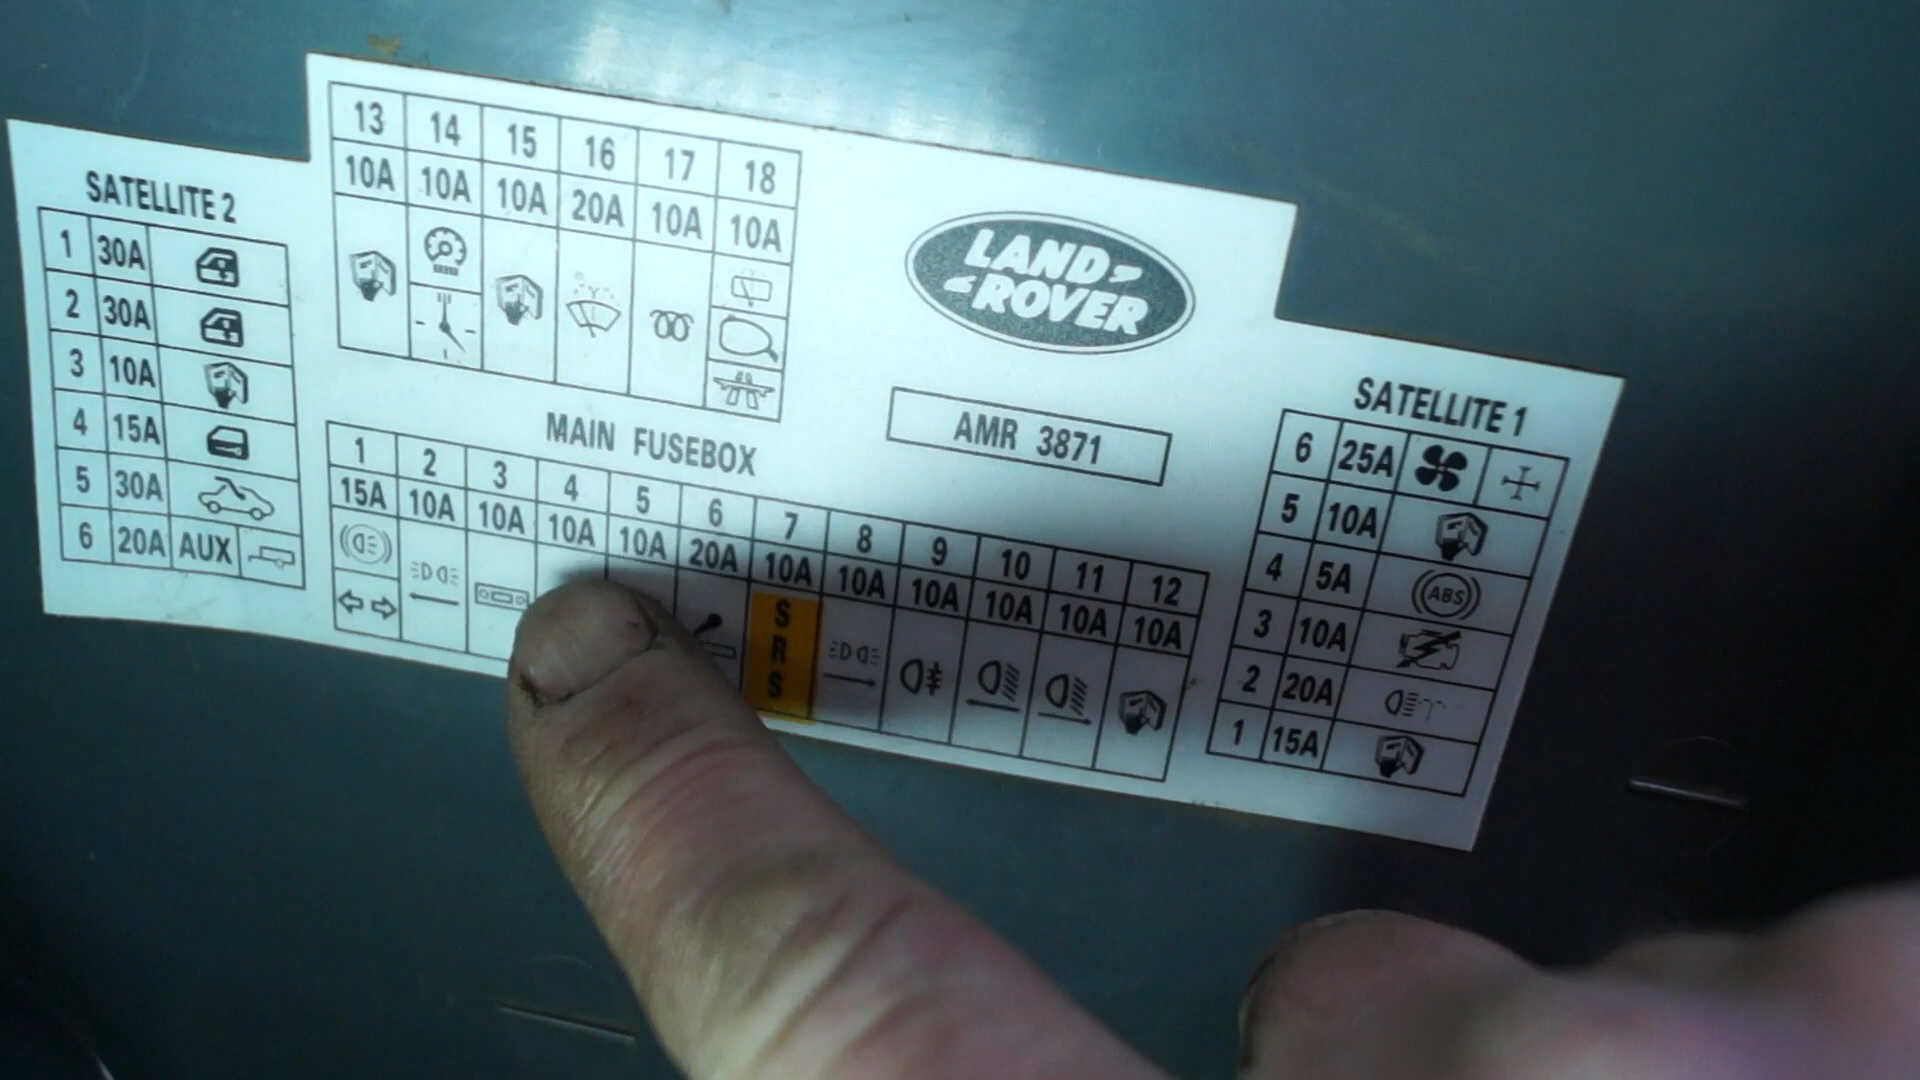 13 14 15 16 17 18
10A 10A 10A 20A 10A 10A
SATELLITE 2
1 30A
2 30A
3 10A
4 15A
5 30A
6 20A AUX
LAND
ROVER
AMR 3871
MAIN FUSEBOX
1 2 3 4 5 6 7 8 9 10 11 12
15A 10A 10A 10A 10A 20A 10A 10A 10A 10A 10A 10A
S
R
S
SATELLITE 1
6 25A
5 10A
4 5A ABS
3 10A
2 20A
1 15A